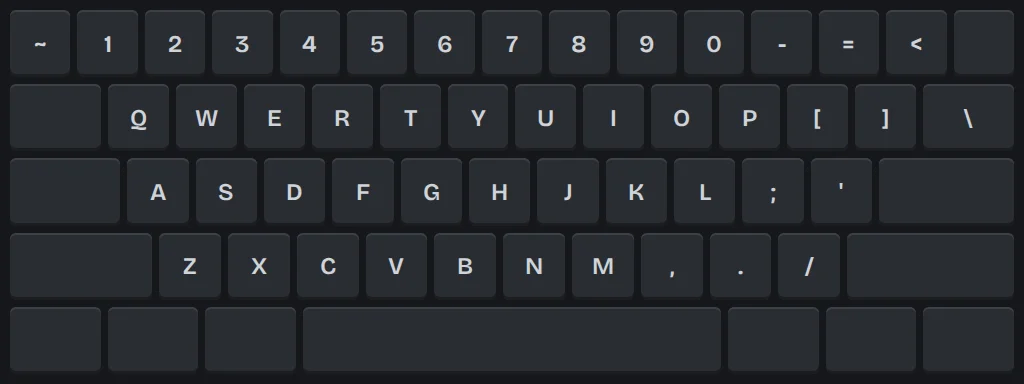 ~ 1 2 3 4 5 6 7 8 9 0 - = <
Q W E R T Y U I O P [ ] \
A S D F G H J K L ; '
Z X C V B N M , . /